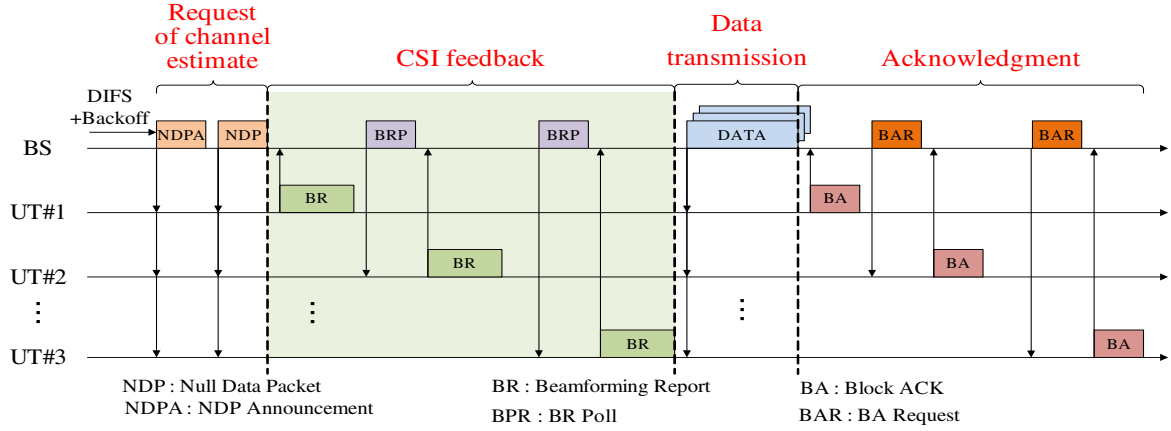 Request
of channel
estimate
CSI feedback
Data
transmission
Acknowledgment
DIFS
+Backoff
NDPA
NDP
BRP
BRP
DATA
BAR
BAR
BS
BR
BA
UT#1
BR
BA
UT#2
⋮
⋮
⋮
BR
BA
UT#3
NDP : Null Data Packet
NDPA : NDP Announcement
BR : Beamforming Report
BPR : BR Poll
BA : Block ACK
BAR : BA Request